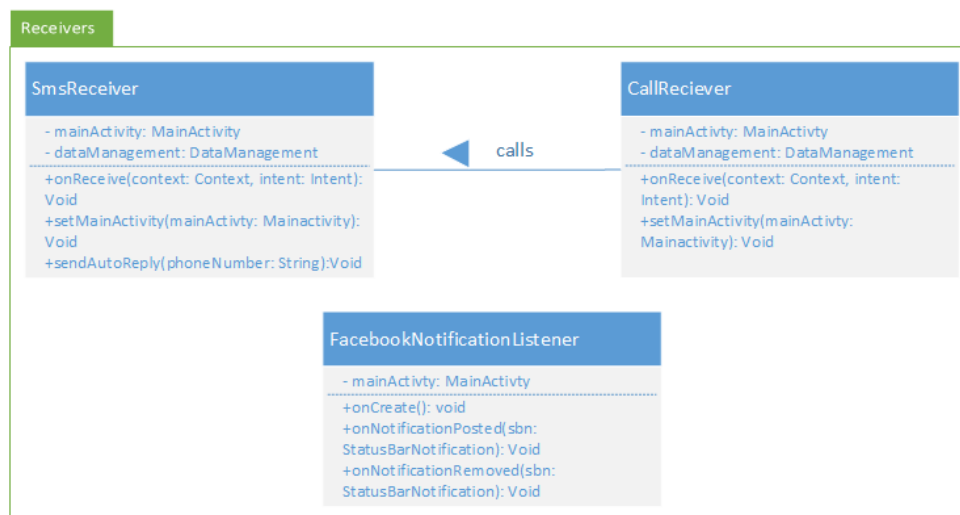 Receivers
SmsReceiver
- mainActivity: MainActivity
- dataManagement: DataManagement
+onReceive(context: Context, intent: Intent):
Void
+setMainActivity(mainActivty: Mainactivity):
Void
+sendAutoReply(phoneNumber: String):Void
calls
CallReciever
- mainActivty: MainActivty
- dataManagement: DataManagement
+onReceive(context: Context, intent:
Intent): Void
+setMainActivity(mainActivty:
Mainactivity): Void
FacebookNotificationListener
- mainActivty: MainActivty
+onCreate(): void
+onNotificationPosted(sbn:
StatusBarNotification): Void
+onNotificationRemoved(sbn:
StatusBarNotification): Void